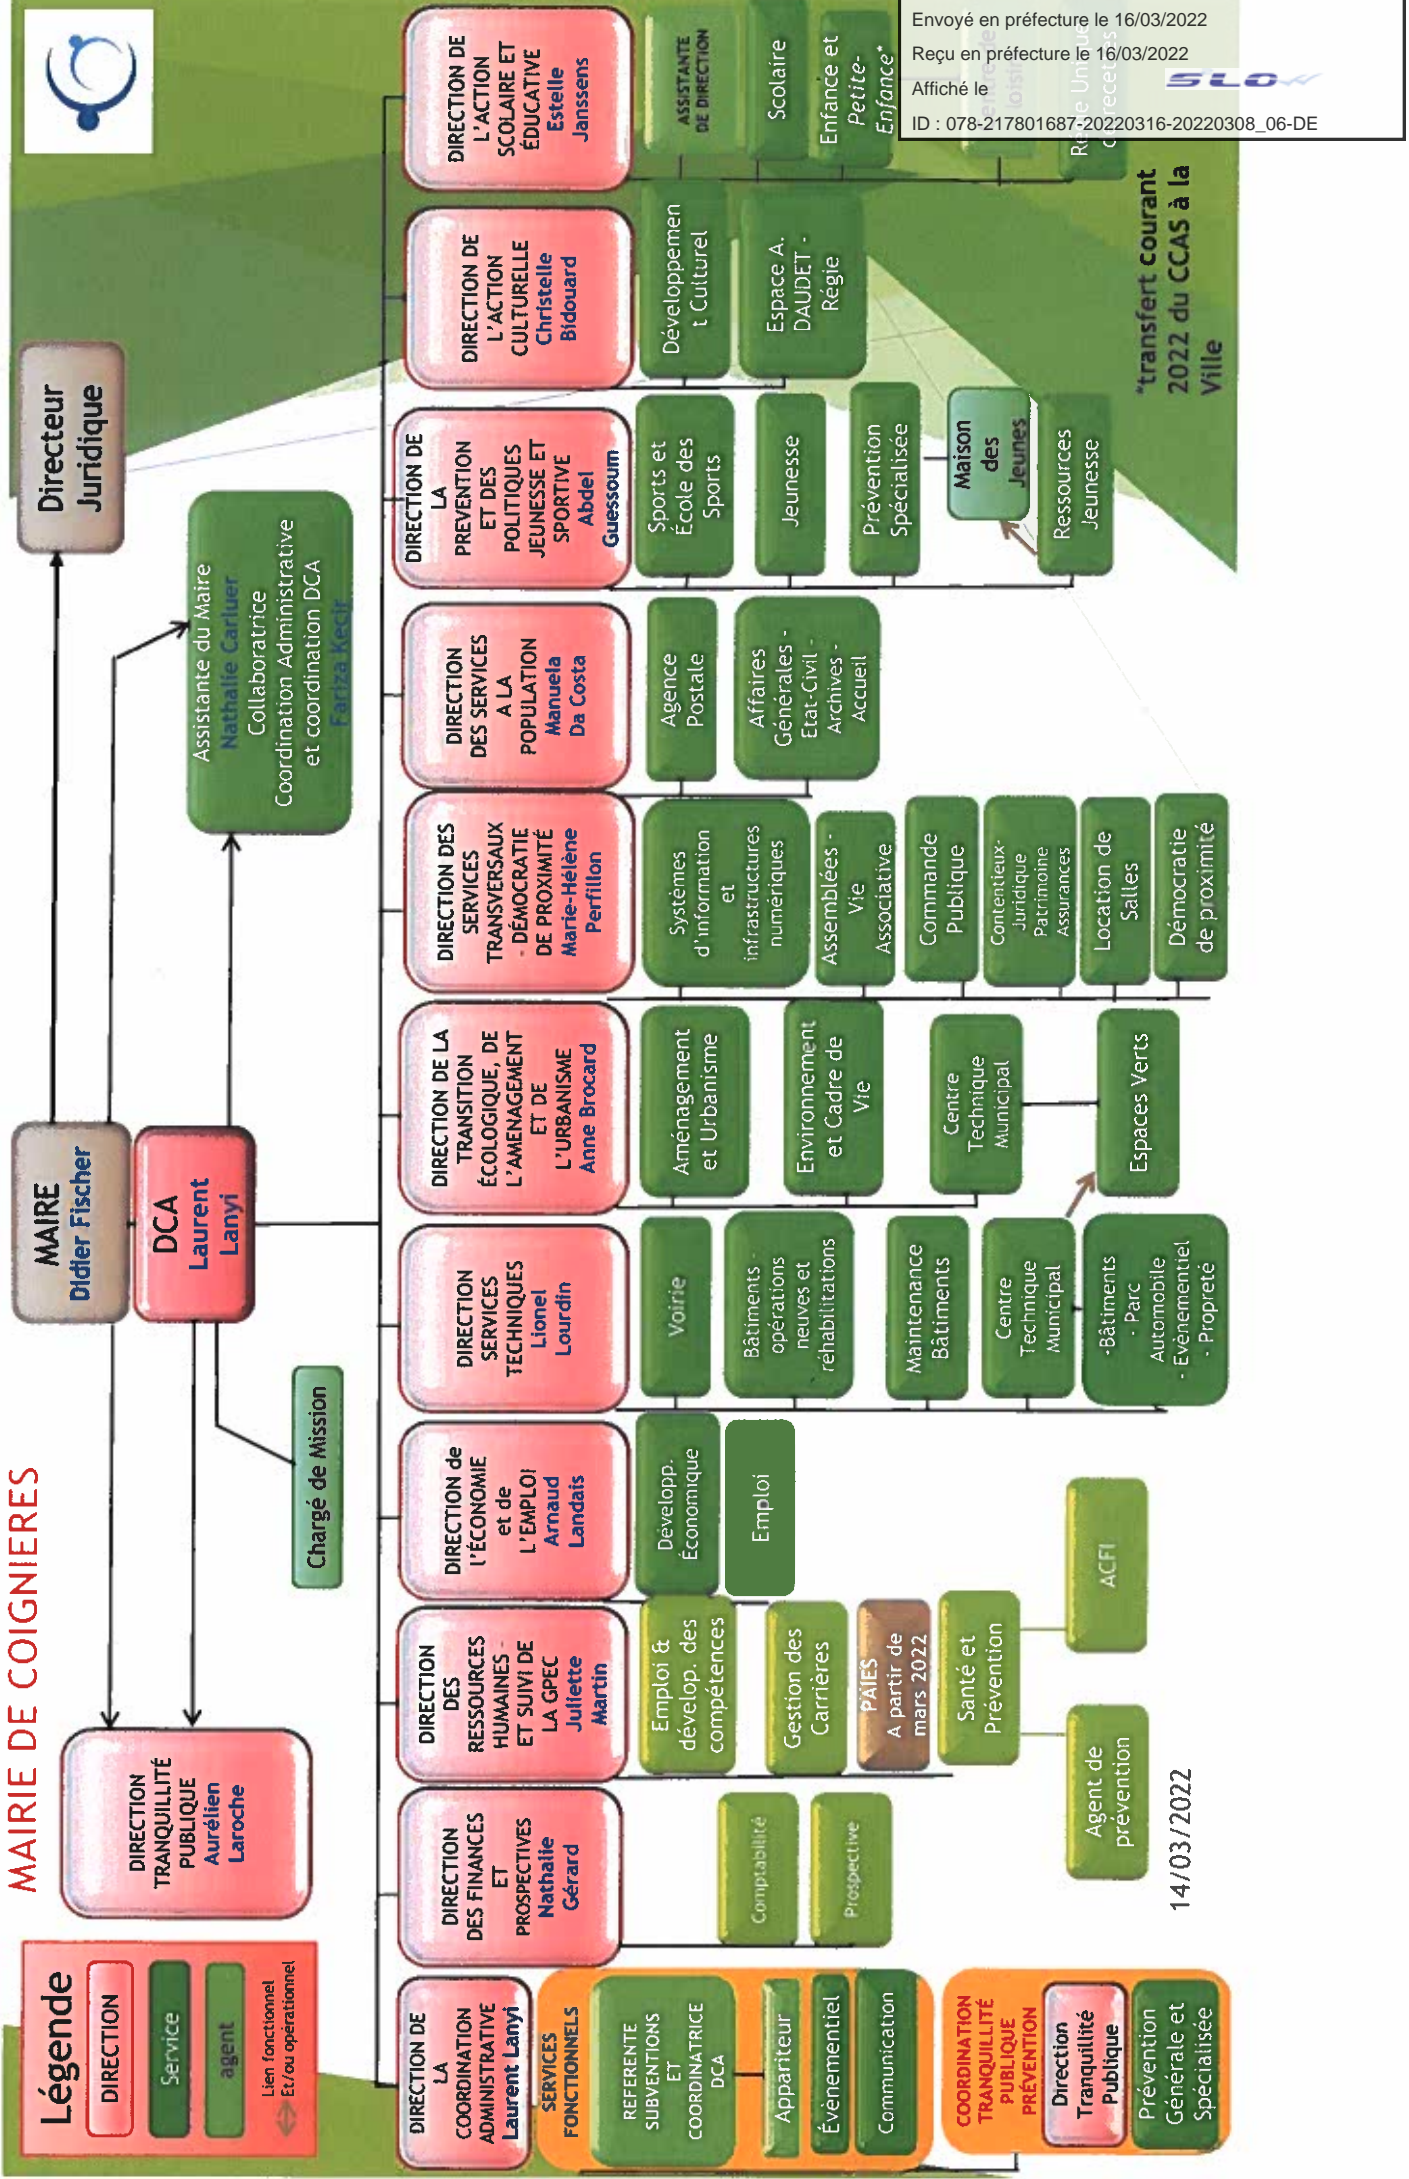 Envoyé en préfecture le 16/03/2022
Reçu en préfecture le 16/03/2022
Affiché le
SLO
ID : 078-217801687-20220316-20220308_06-DE
MAIRIE DE COIGNIERES
Légende
DIRECTION
Service
agent
Lien fonctionnel
Et/ou opérationnel
MAIRE
Didier Fischer
DCA
Laurent
Lanyi
Directeur
Juridique
Assistante du Maire
Nathalie Carluer
Collaboratrice
Coordination Administrative
et coordination DCA
Fariza Kecir
Chargé de Mission
DIRECTION
TRANQUILLITÉ
PUBLIQUE
Aurélien
Laroche
DIRECTION DE
LA
COORDINATION
ADMINISTRATIVE
Laurent Lanyi
SERVICES
FONCTIONNELS
REFERENTE
SUBVENTIONS
ET
COORDINATRICE
DCA
Appariteur
Évènementiel
Communication
COORDINATION
TRANQUILLITÉ
PUBLIQUE
PRÉVENTION
Direction
Tranquillité
Publique
Prévention
Générale et
Spécialisée
DIRECTION
DES FINANCES
ET
PROSPECTIVES
Nathalie
Gérard
Comptabilité
Prospective
DIRECTION
DES
RESSOURCES
HUMAINES -
ET SUIVI DE
LA GPEC
Juliette
Martin
Emploi &
dévelop. des
compétences
Gestion des
Carrières
PAIES -
A partir de
mars 2022
Santé et
Prévention
Agent de
prévention
ACFI
DIRECTION de
l'ÉCONOMIE
et de
L'EMPLOI
Arnaud
Landais
Développ.
Économique
Emploi
DIRECTION
SERVICES
TECHNIQUES
Lionel
Lourdin
Voirie
Bâtiments -
opérations
neuves et
réhabilitations
Maintenance
Bâtiments
Centre
Technique
Municipal
-Bâtiments
- Parc
Automobile
- Evènementiel
- Propreté
DIRECTION DE LA
TRANSITION
ÉCOLOGIQUE, DE
L'AMENAGEMENT
ET DE
L'URBANISME
Anne Brocard
Aménagement
et Urbanisme
Environnement
et Cadre de
Vie
Centre
Technique
Municipal
Espaces Verts
DIRECTION DES
SERVICES
TRANSVERSAUX
- DÉMOCRATIE
DE PROXIMITÉ
Marie-Hélène
Perfillon
Systèmes
d'information
et
infrastructures
numériques
Assemblées -
Vie
Associative
Commande
Publique
Contentieux-
Juridique
Patrimoine
Assurances
Location de
Salles
Démocratie
de proximité
DIRECTION
DES SERVICES
A LA
POPULATION
Manuela
Da Costa
Agence
Postale
Affaires
Générales -
Etat-Civil -
Archives -
Accueil
DIRECTION DE
LA
PREVENTION
ET DES
POLITIQUES
JEUNESSE ET
SPORTIVE
Abdel
Guessoum
Sports et
École des
Sports
Jeunesse
Prévention
Spécialisée
Maison
des
Jeunes
Ressources
Jeunesse
DIRECTION DE
L'ACTION
CULTURELLE
Christelle
Bidouard
Développemen
t Culturel
Espace A.
DAUDET -
Régie
DIRECTION DE
L'ACTION
SCOLAIRE ET
ÉDUCATIVE
Estelle
Janssens
ASSISTANTE
DE DIRECTION
Scolaire
Enfance et
Petite-
Enfance*
*transfert courant
2022 du CCAS à la
Ville
14/03/2022